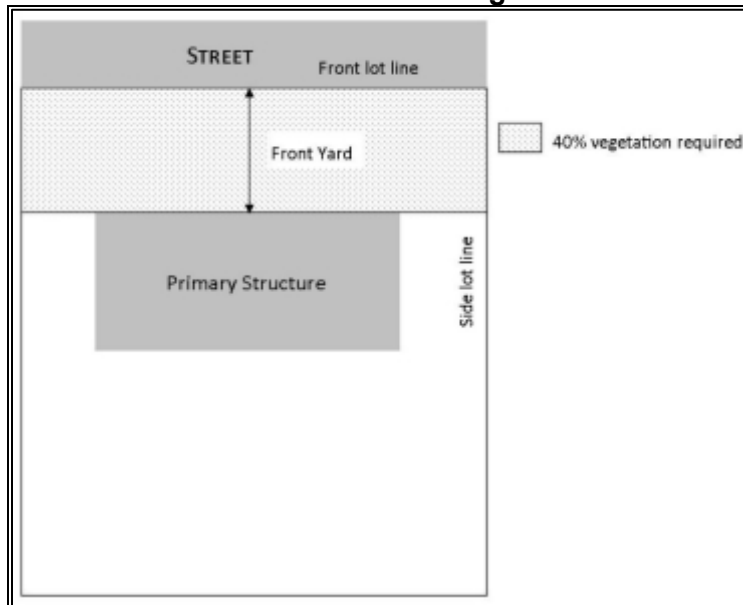 STREET
Front lot line
Front Yard
40% vegetation required
Side lot line
Primary Structure